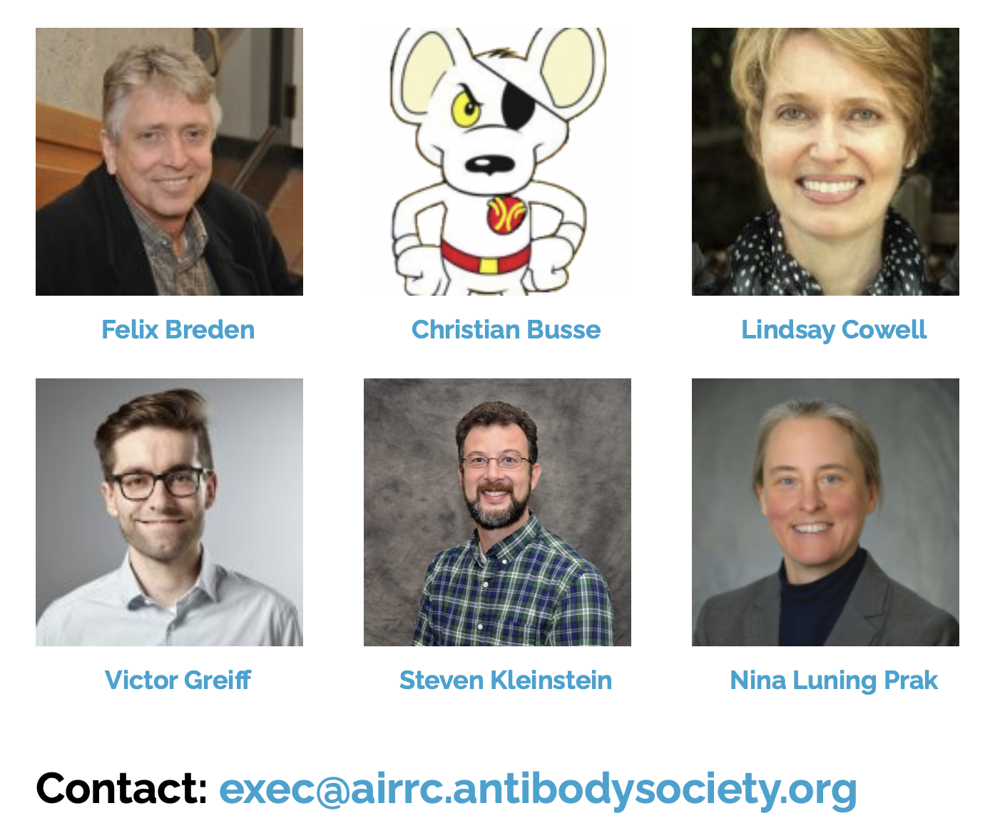 Felix Breden
Christian Busse
Lindsay Cowell
Victor Greiff
Steven Kleinstein
Nina Luning Prak
Contact: exec@airrc.antibodysociety.org